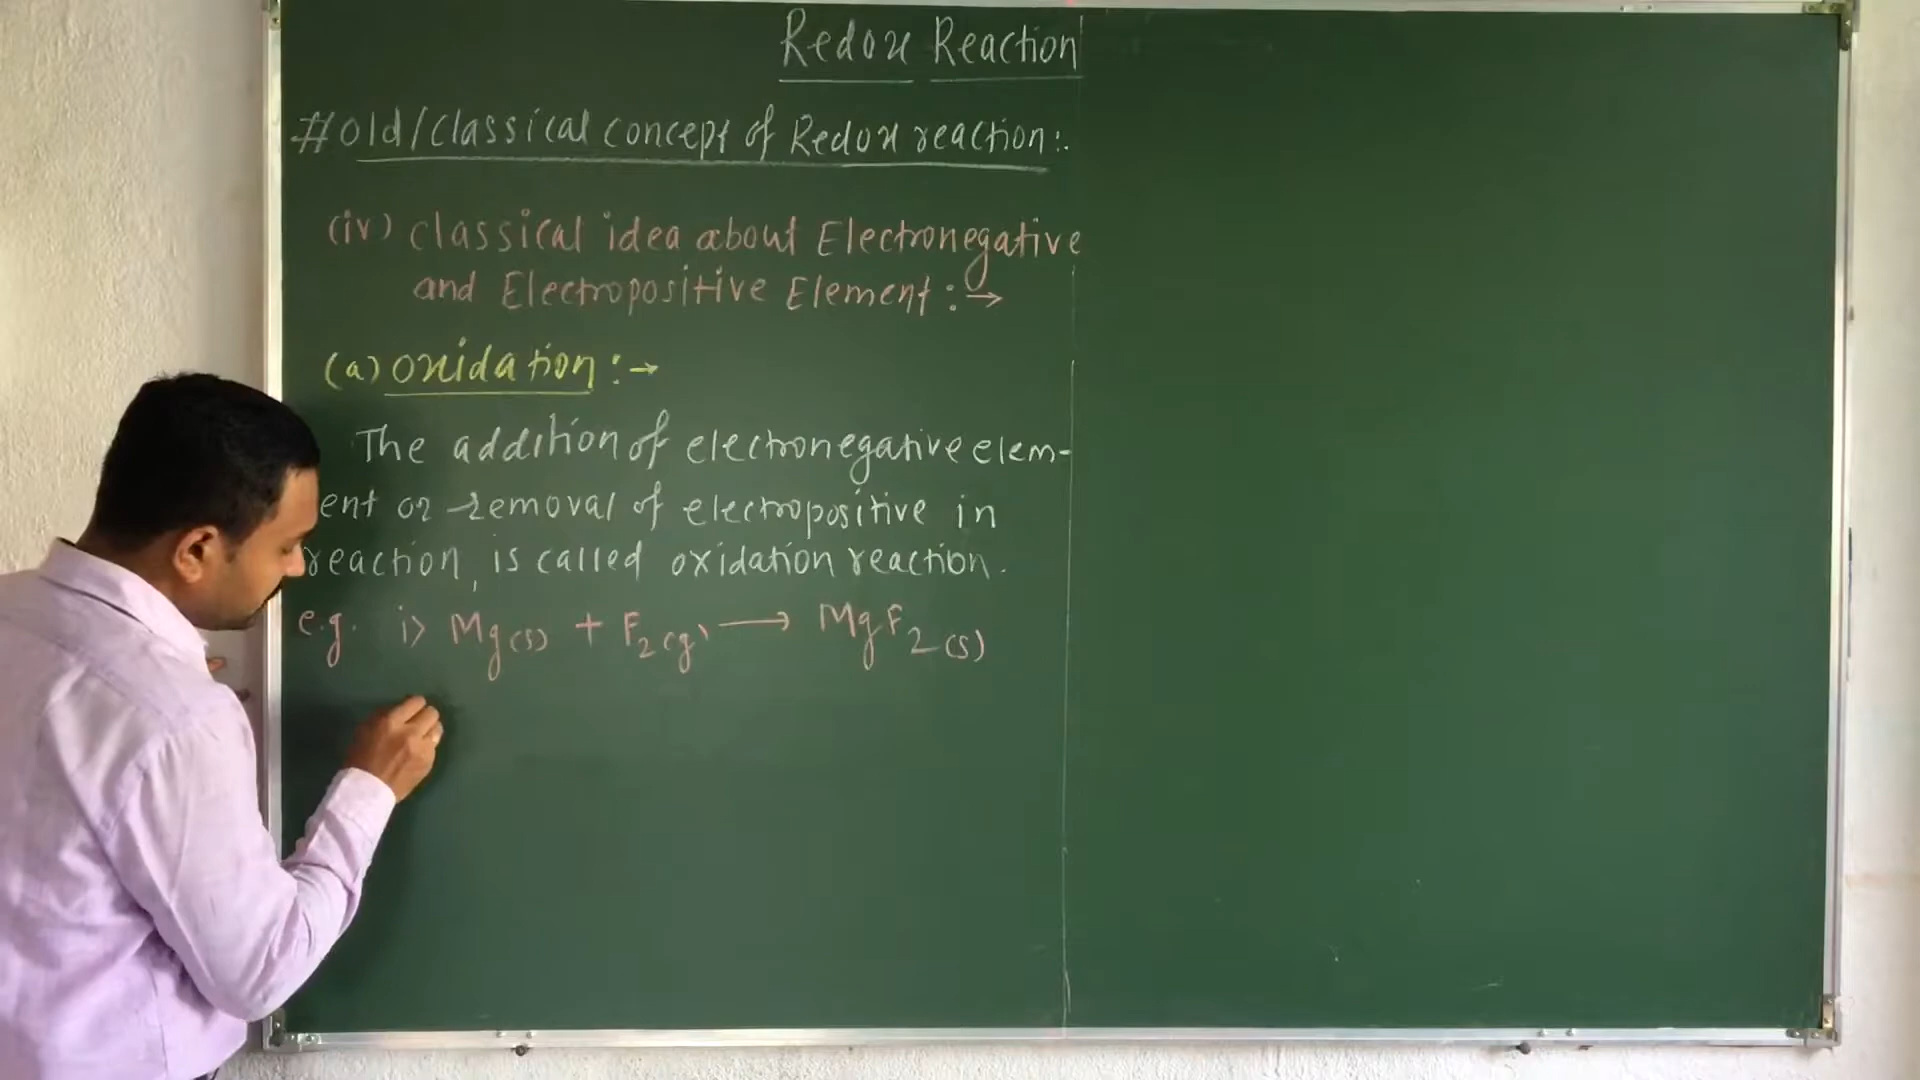 Redox Reaction
#Old/Classical concept of Redox reaction:-
(iv) Classical idea about Electronegative
and Electropositive Element :→
(a) Oxidation :→
The addition of electronegative elem-
ent or removal of electropositive in
reaction, is called oxidation reaction.
e.g. i> Mg(s) + F₂(g) ⟶ MgF₂(s)